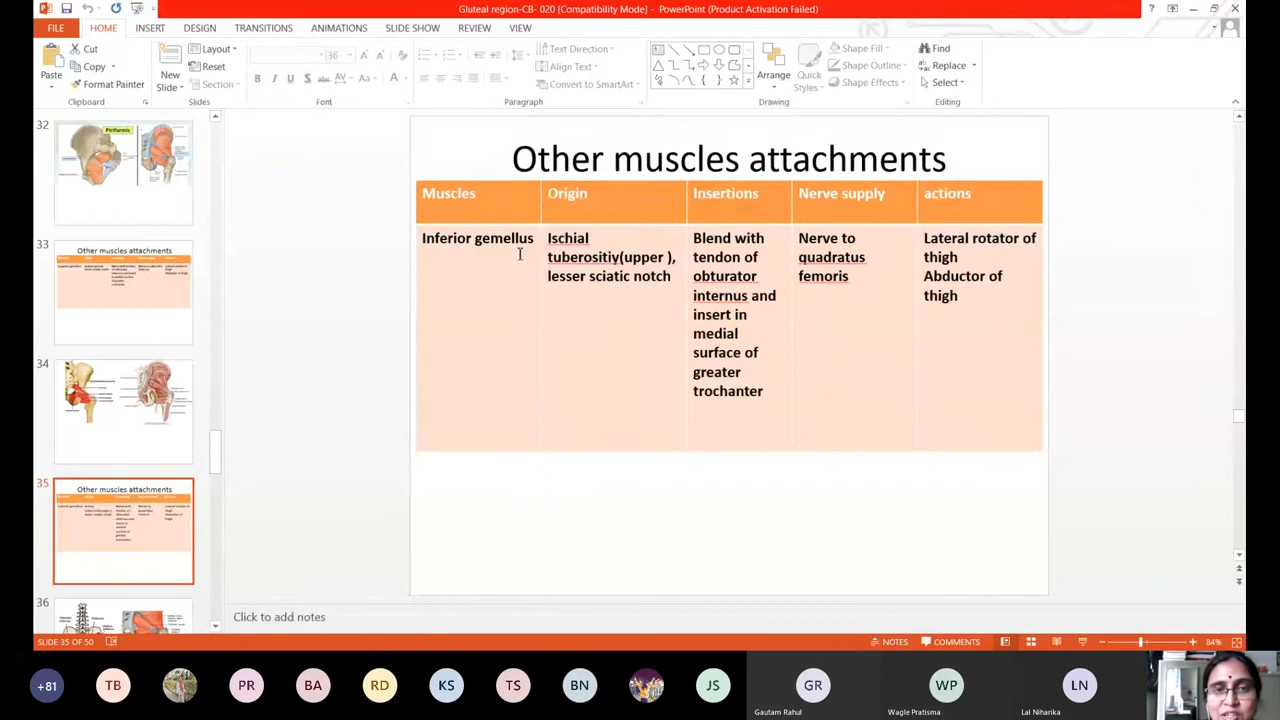 Gluteal region-CB- 020 [Compatibility Mode] - PowerPoint (Product Activation Failed)
FILE HOME INSERT DESIGN TRANSITIONS ANIMATIONS SLIDE SHOW REVIEW VIEW
Cut
Copy
Format Painter
Paste
Clipboard
New
Slide
Layout
Reset
Section
Slides
36
Font
Text Direction
Align Text
Convert to SmartArt
Paragraph
Arrange
Quick
Styles
Shape Fill
Shape Outline
Shape Effects
Drawing
Find
Replace
Select
Editing
32
Piriformis
33
Other muscles attachments
34
35
Other muscles attachments
36
Other muscles attachments
Muscles Origin Insertions Nerve supply actions
Inferior gemellus
Ischial
tuberositiy(upper ),
lesser sciatic notch
Blend with
tendon of
obturator
internus and
insert in
medial
surface of
greater
trochanter
Nerve to
quadratus
femoris
Lateral rotator of
thigh
Abductor of
thigh
Click to add notes
SLIDE 35 OF 50 NOTES COMMENTS 84%
+81 TB PR BA RD KS TS BN JS GR WP LN
Gautam Rahul Wagle Pratisma Lal Niharika